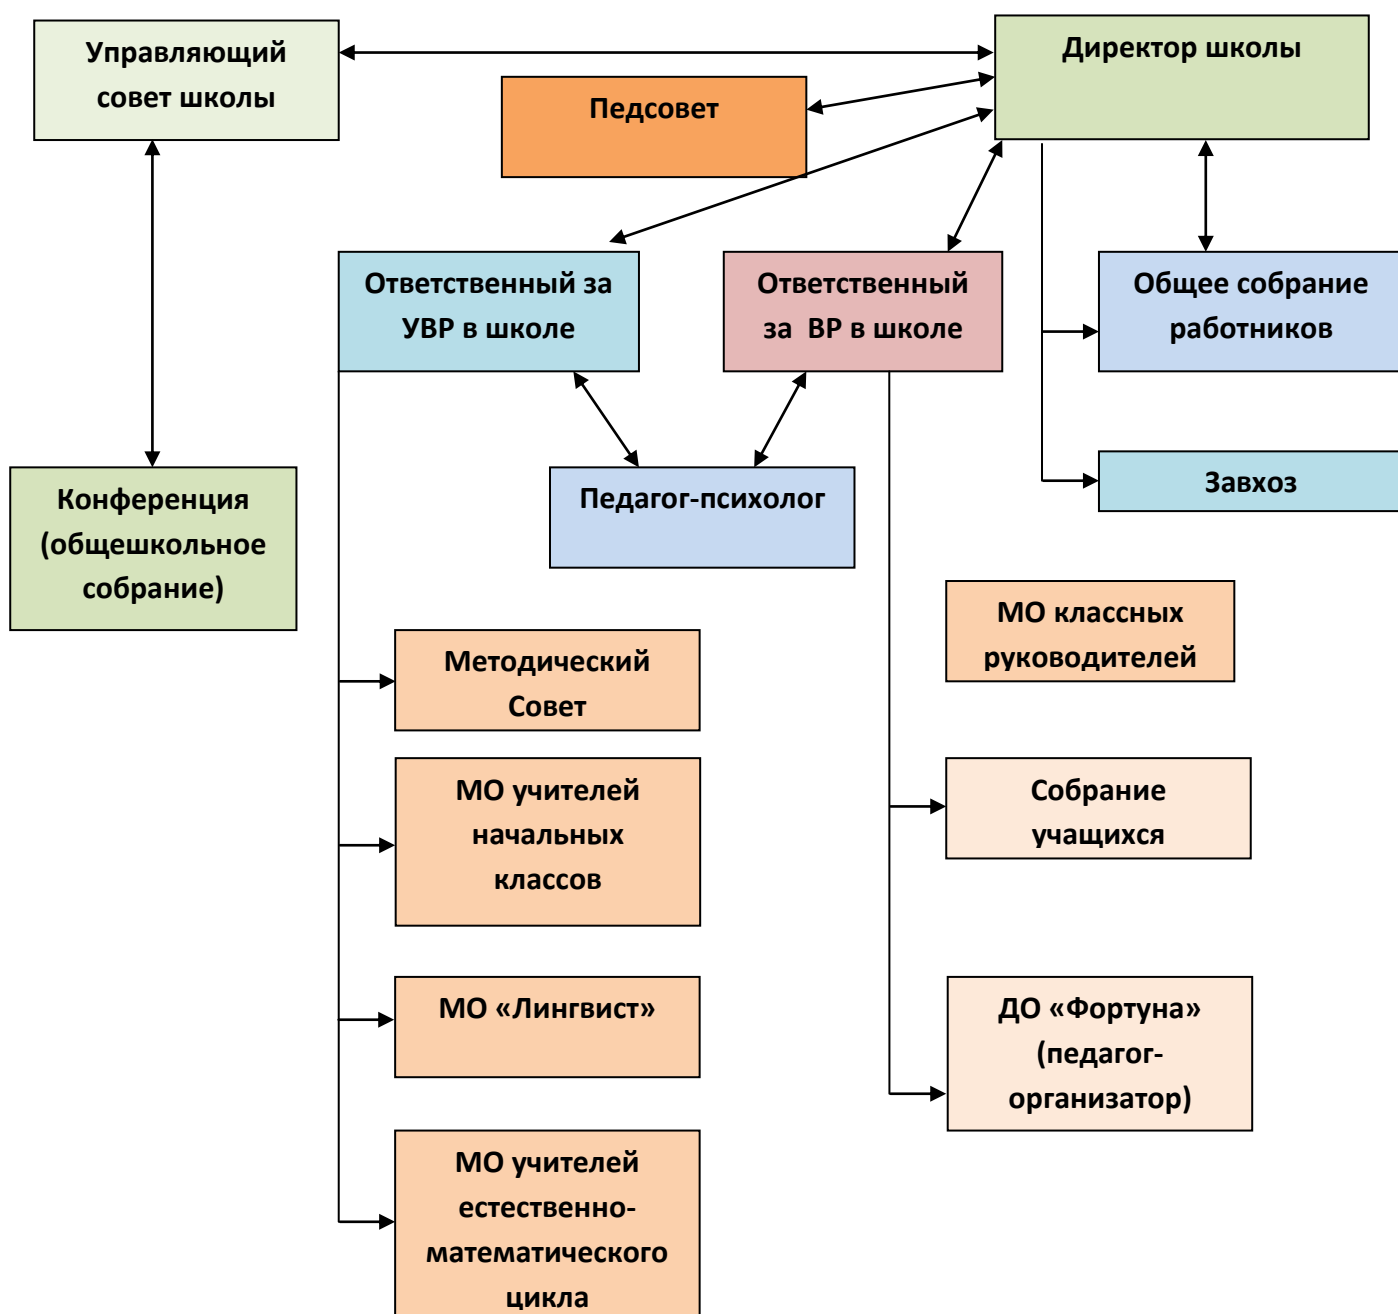 Управляющий
совет школы
Директор школы
Педсовет
Ответственный за
УВР в школе
Ответственный
за ВР в школе
Общее собрание
работников
Конференция
(общешкольное
собрание)
Педагог-психолог
Завхоз
МО классных
руководителей
Методический
Совет
МО учителей
начальных
классов
Собрание
учащихся
МО «Лингвист»
ДО «Фортуна»
(педагог-
организатор)
МО учителей
естественно-
математического
цикла